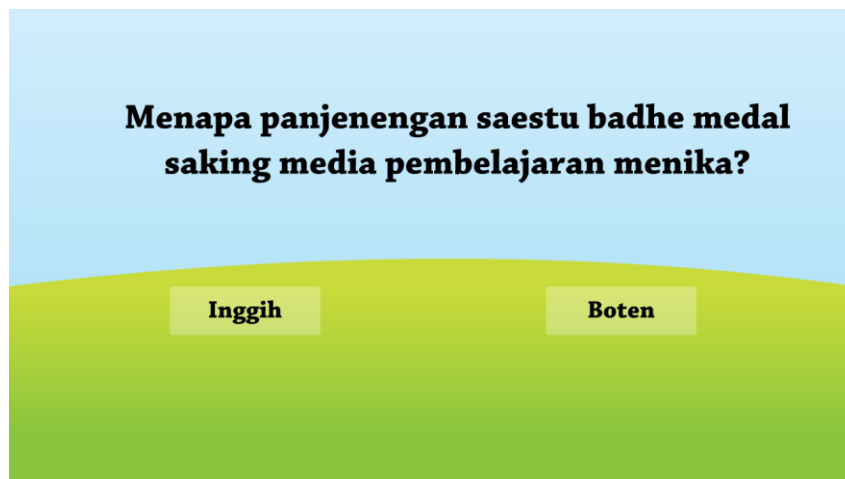 Menapa panjenengan saestu badhe medal
saking media pembelajaran menika?
Inggih
Boten